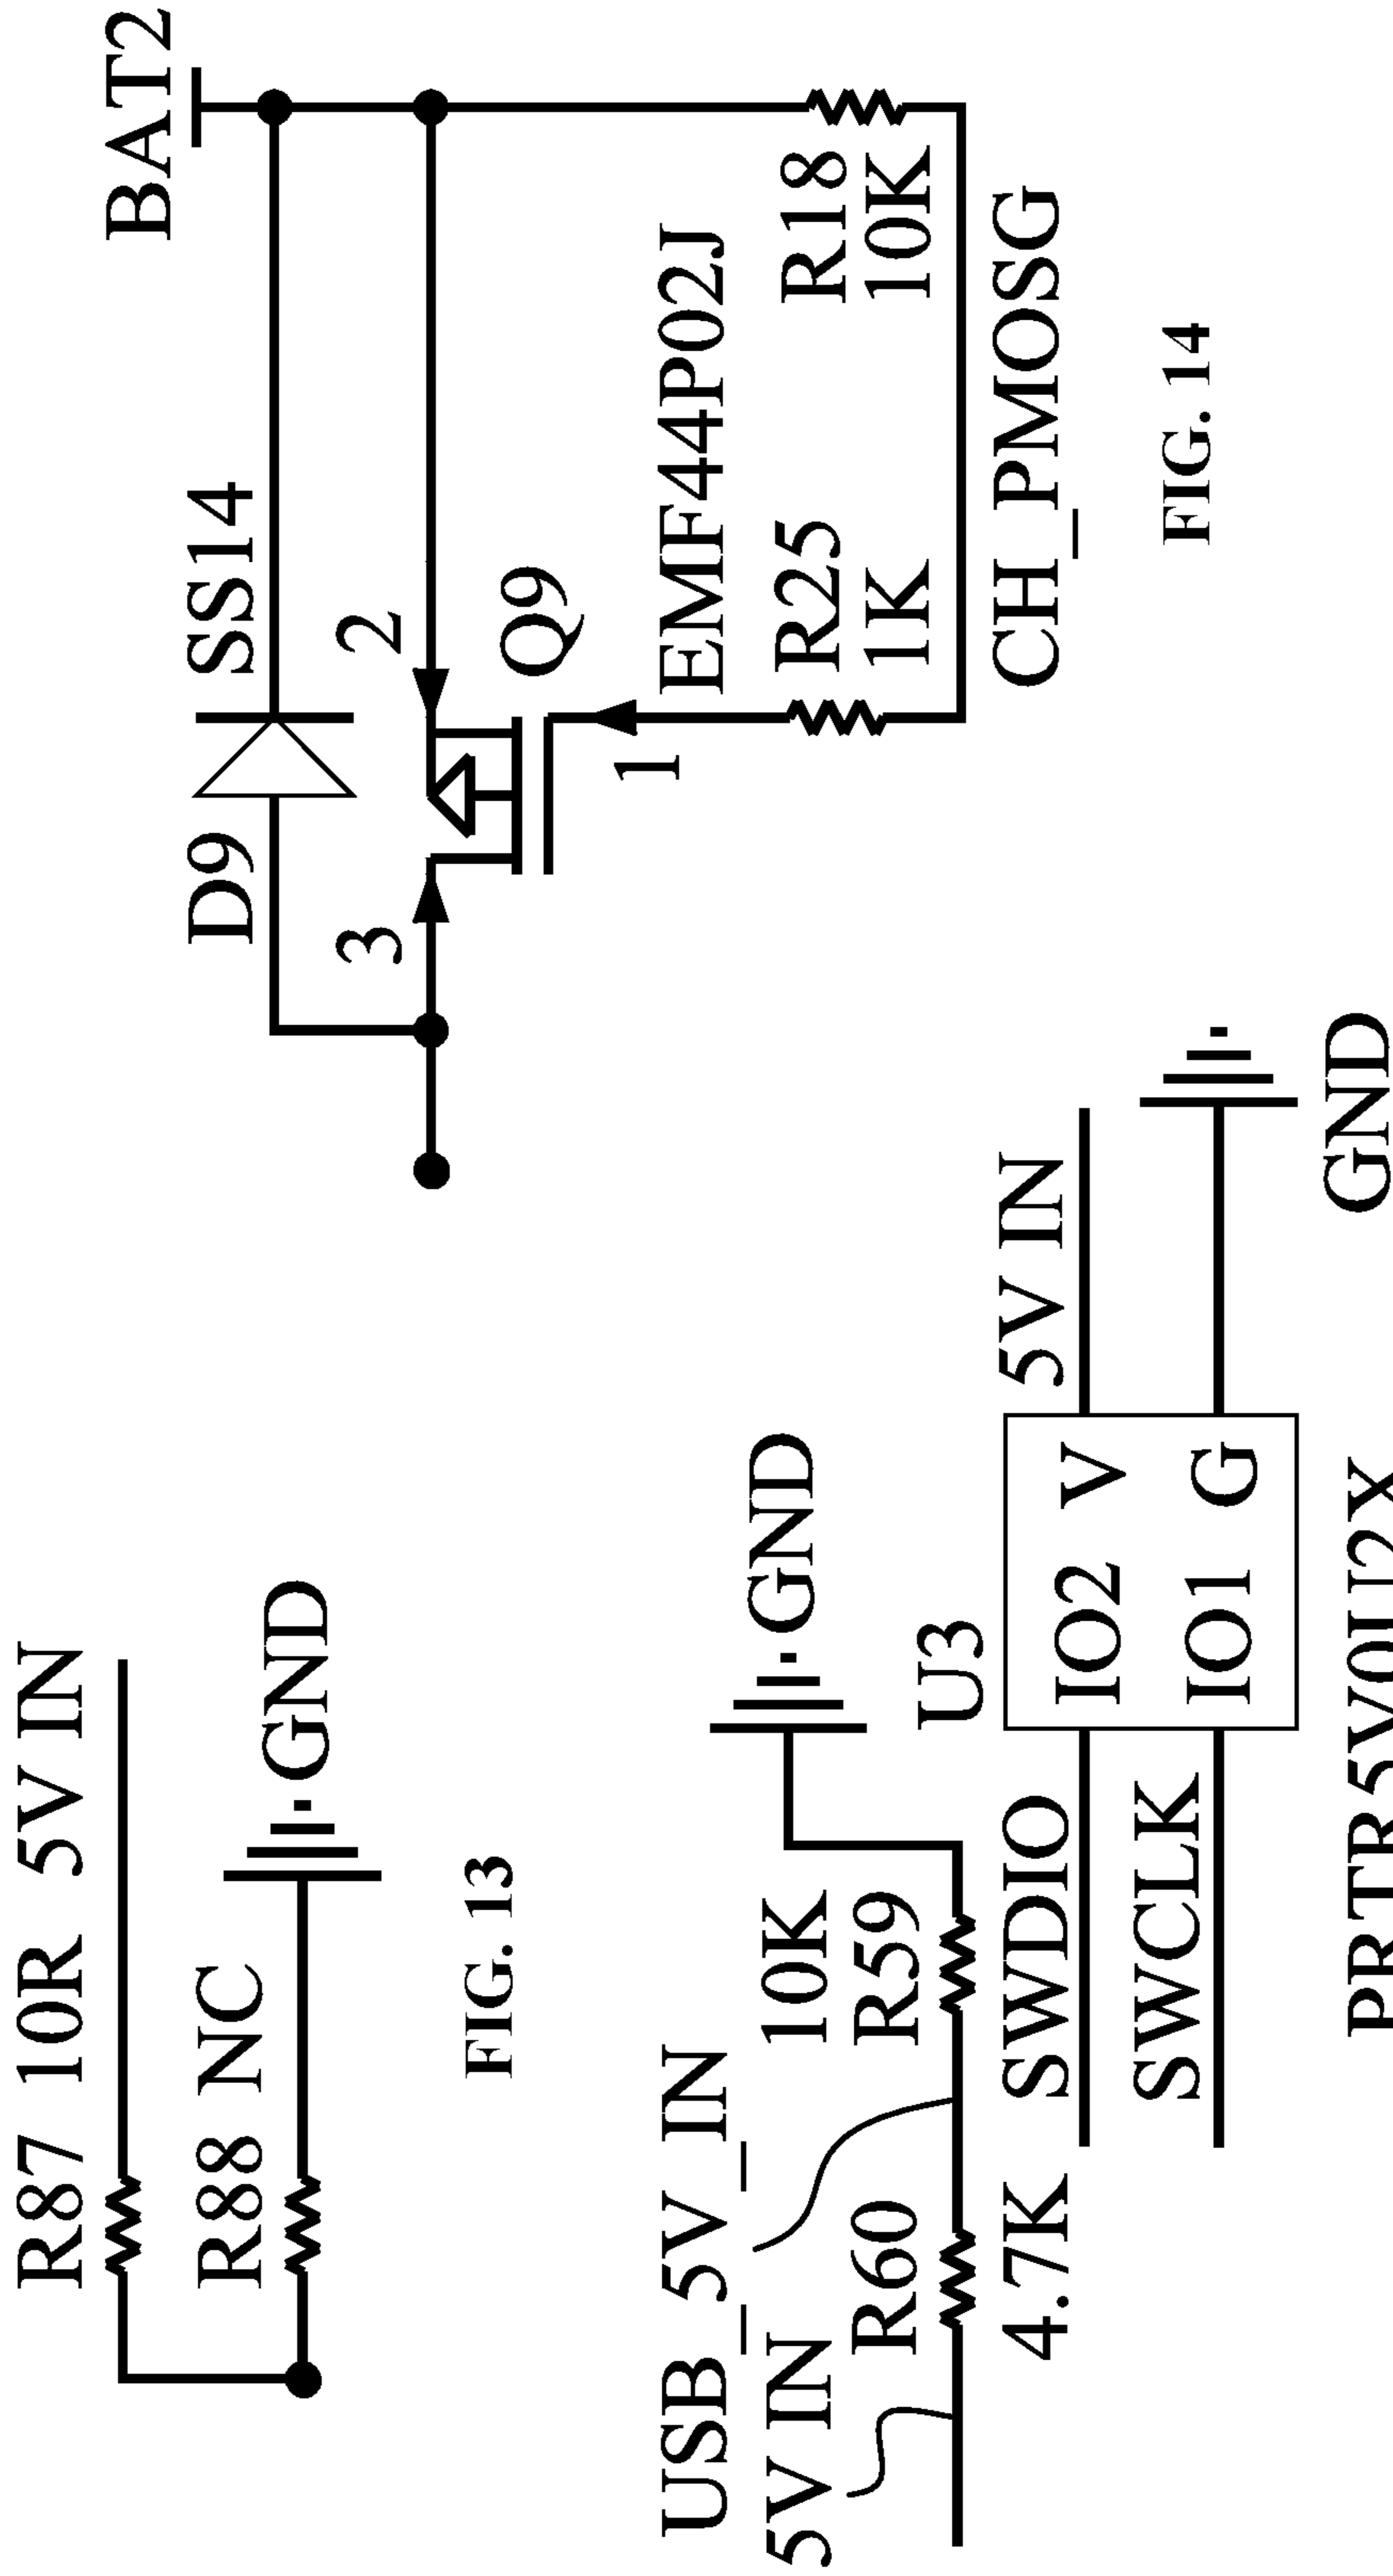 R87 10R 5V IN
R88 NC
GND
FIG. 13
BAT2
D9 SS14
3 2
Q9
1
EMF44P02J
R25 R18
1K 10K
CH_PMOSG
FIG. 14
USB_5V_IN
5V IN
10K
GND
R60 R59
4.7K
U3
SWDIO IO2 V 5V IN
SWCLK IO1 G
GND
PRTR5V0U2X